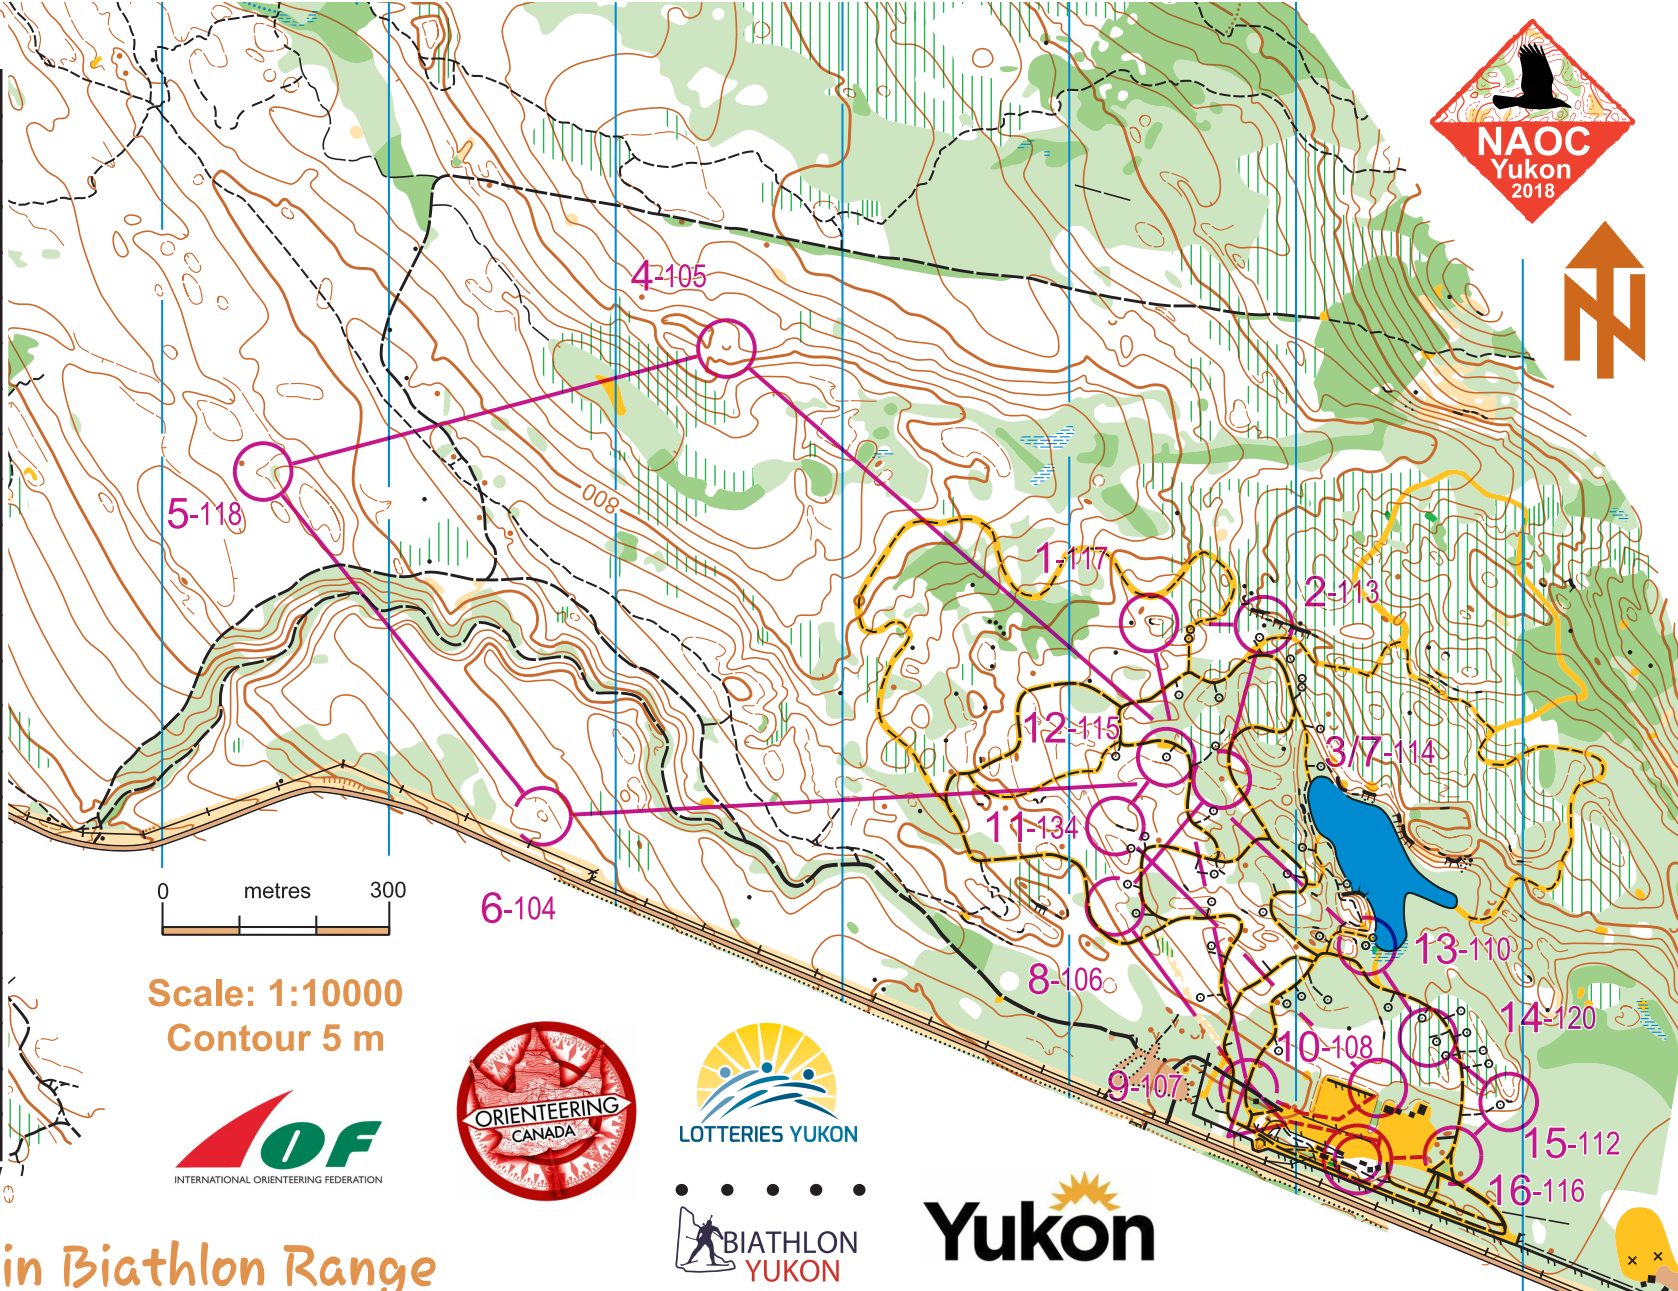 NAOC
Yukon
2018
4-105
5-118
800
1-117
2-113
12-115
3/7-114
11-134
0 metres 300
6-104
13-110
8-106
Scale: 1:10000
Contour 5 m
14-120
10-108
9-107
ORIENTEERING
CANADA
LOTTERIES YUKON
IOF
INTERNATIONAL ORIENTEERING FEDERATION
15-112
16-116
BIATHLON
YUKON
Yukon
in Biathlon Range